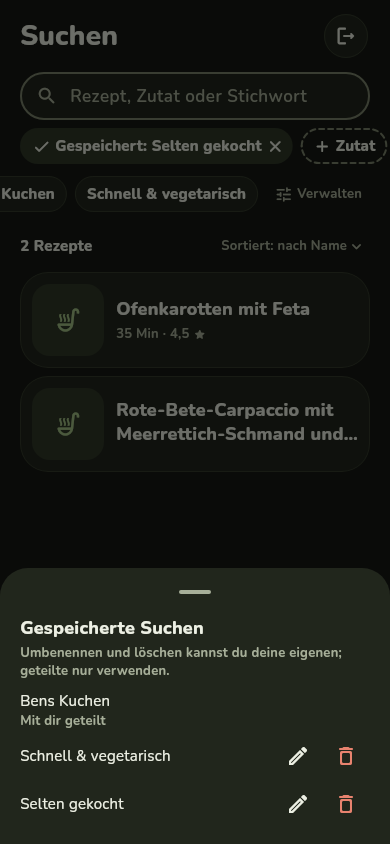 Suchen
Rezept, Zutat oder Stichwort
Gespeichert: Selten gekocht
+ Zutat
Kuchen
Schnell & vegetarisch
Verwalten
2 Rezepte
Sortiert: nach Name
Ofenkarotten mit Feta
35 Min · 4,5 ★
Rote-Bete-Carpaccio mit
Meerrettich-Schmand und...
Gespeicherte Suchen
Umbenennen und löschen kannst du deine eigenen;
geteilte nur verwenden.
Bens Kuchen
Mit dir geteilt
Schnell & vegetarisch
Selten gekocht